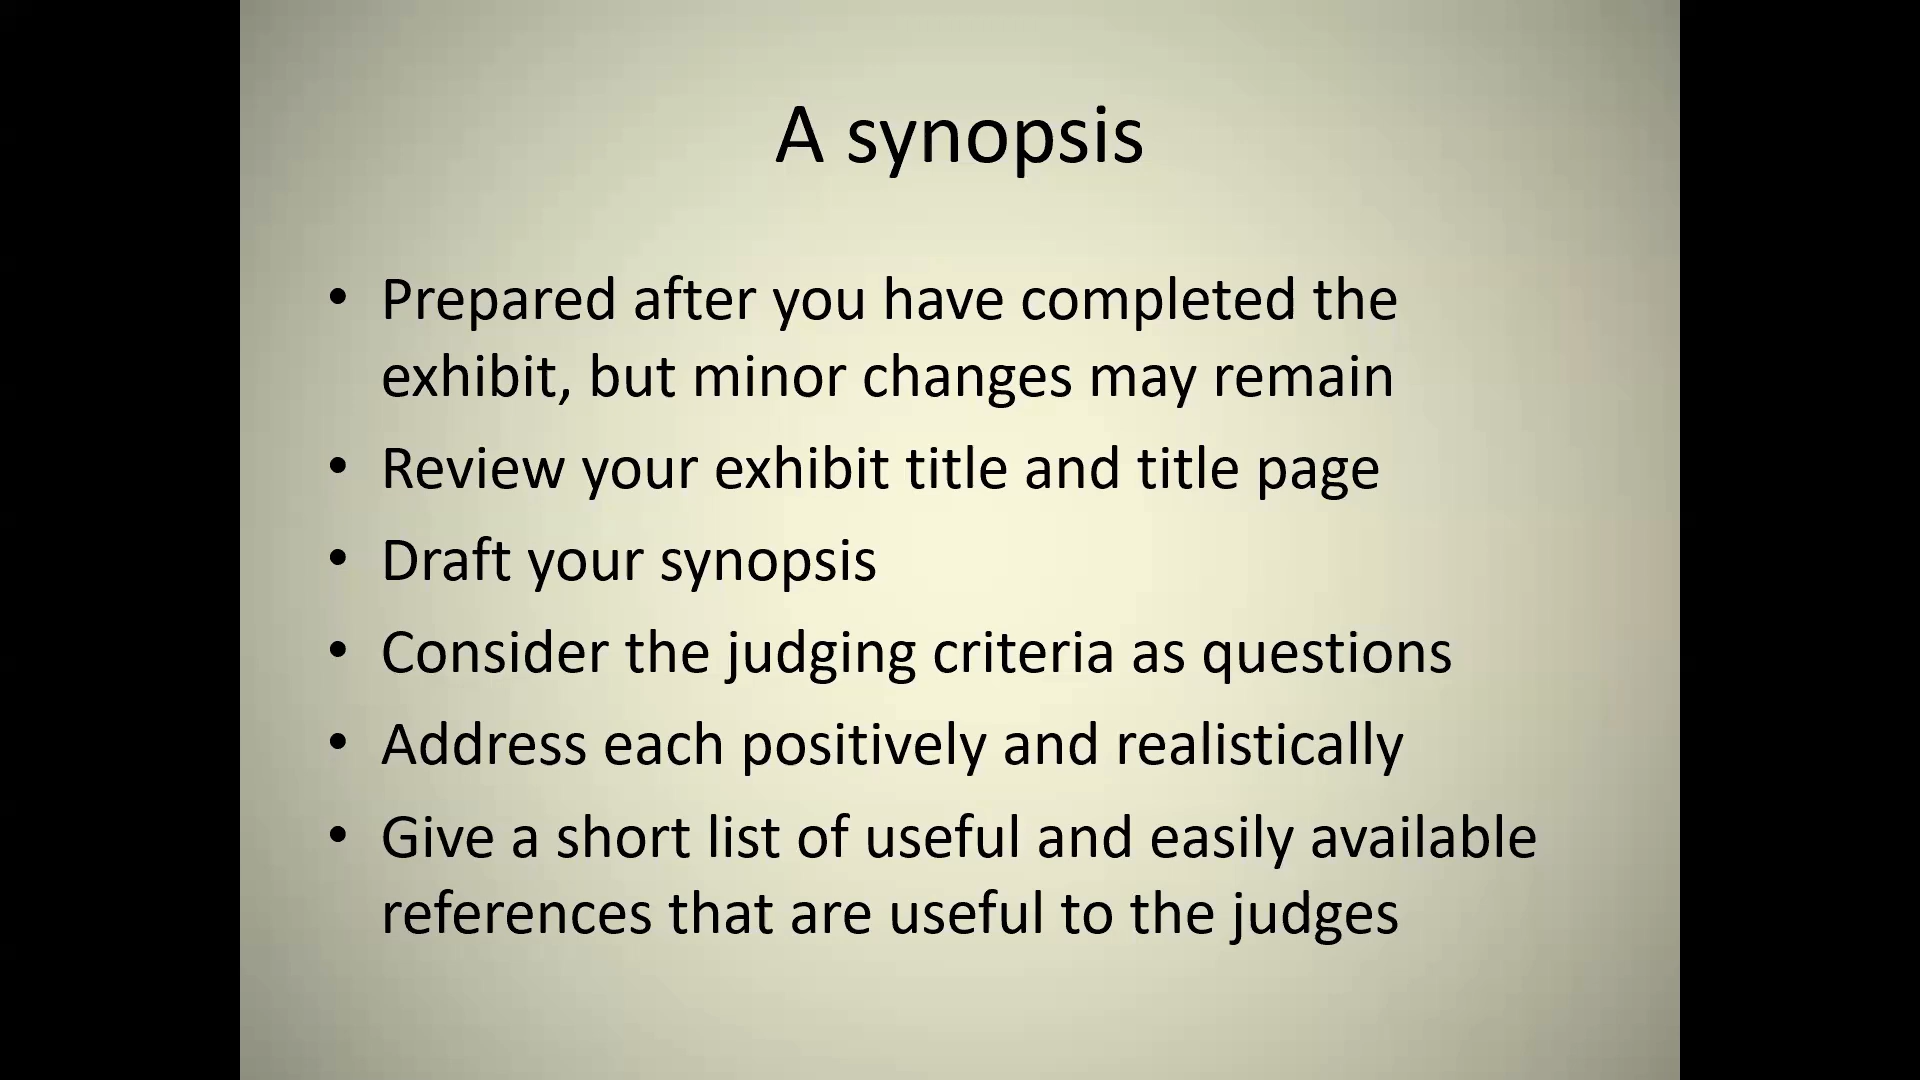 A synopsis
• Prepared after you have completed the
exhibit, but minor changes may remain
• Review your exhibit title and title page
• Draft your synopsis
• Consider the judging criteria as questions
• Address each positively and realistically
• Give a short list of useful and easily available
references that are useful to the judges